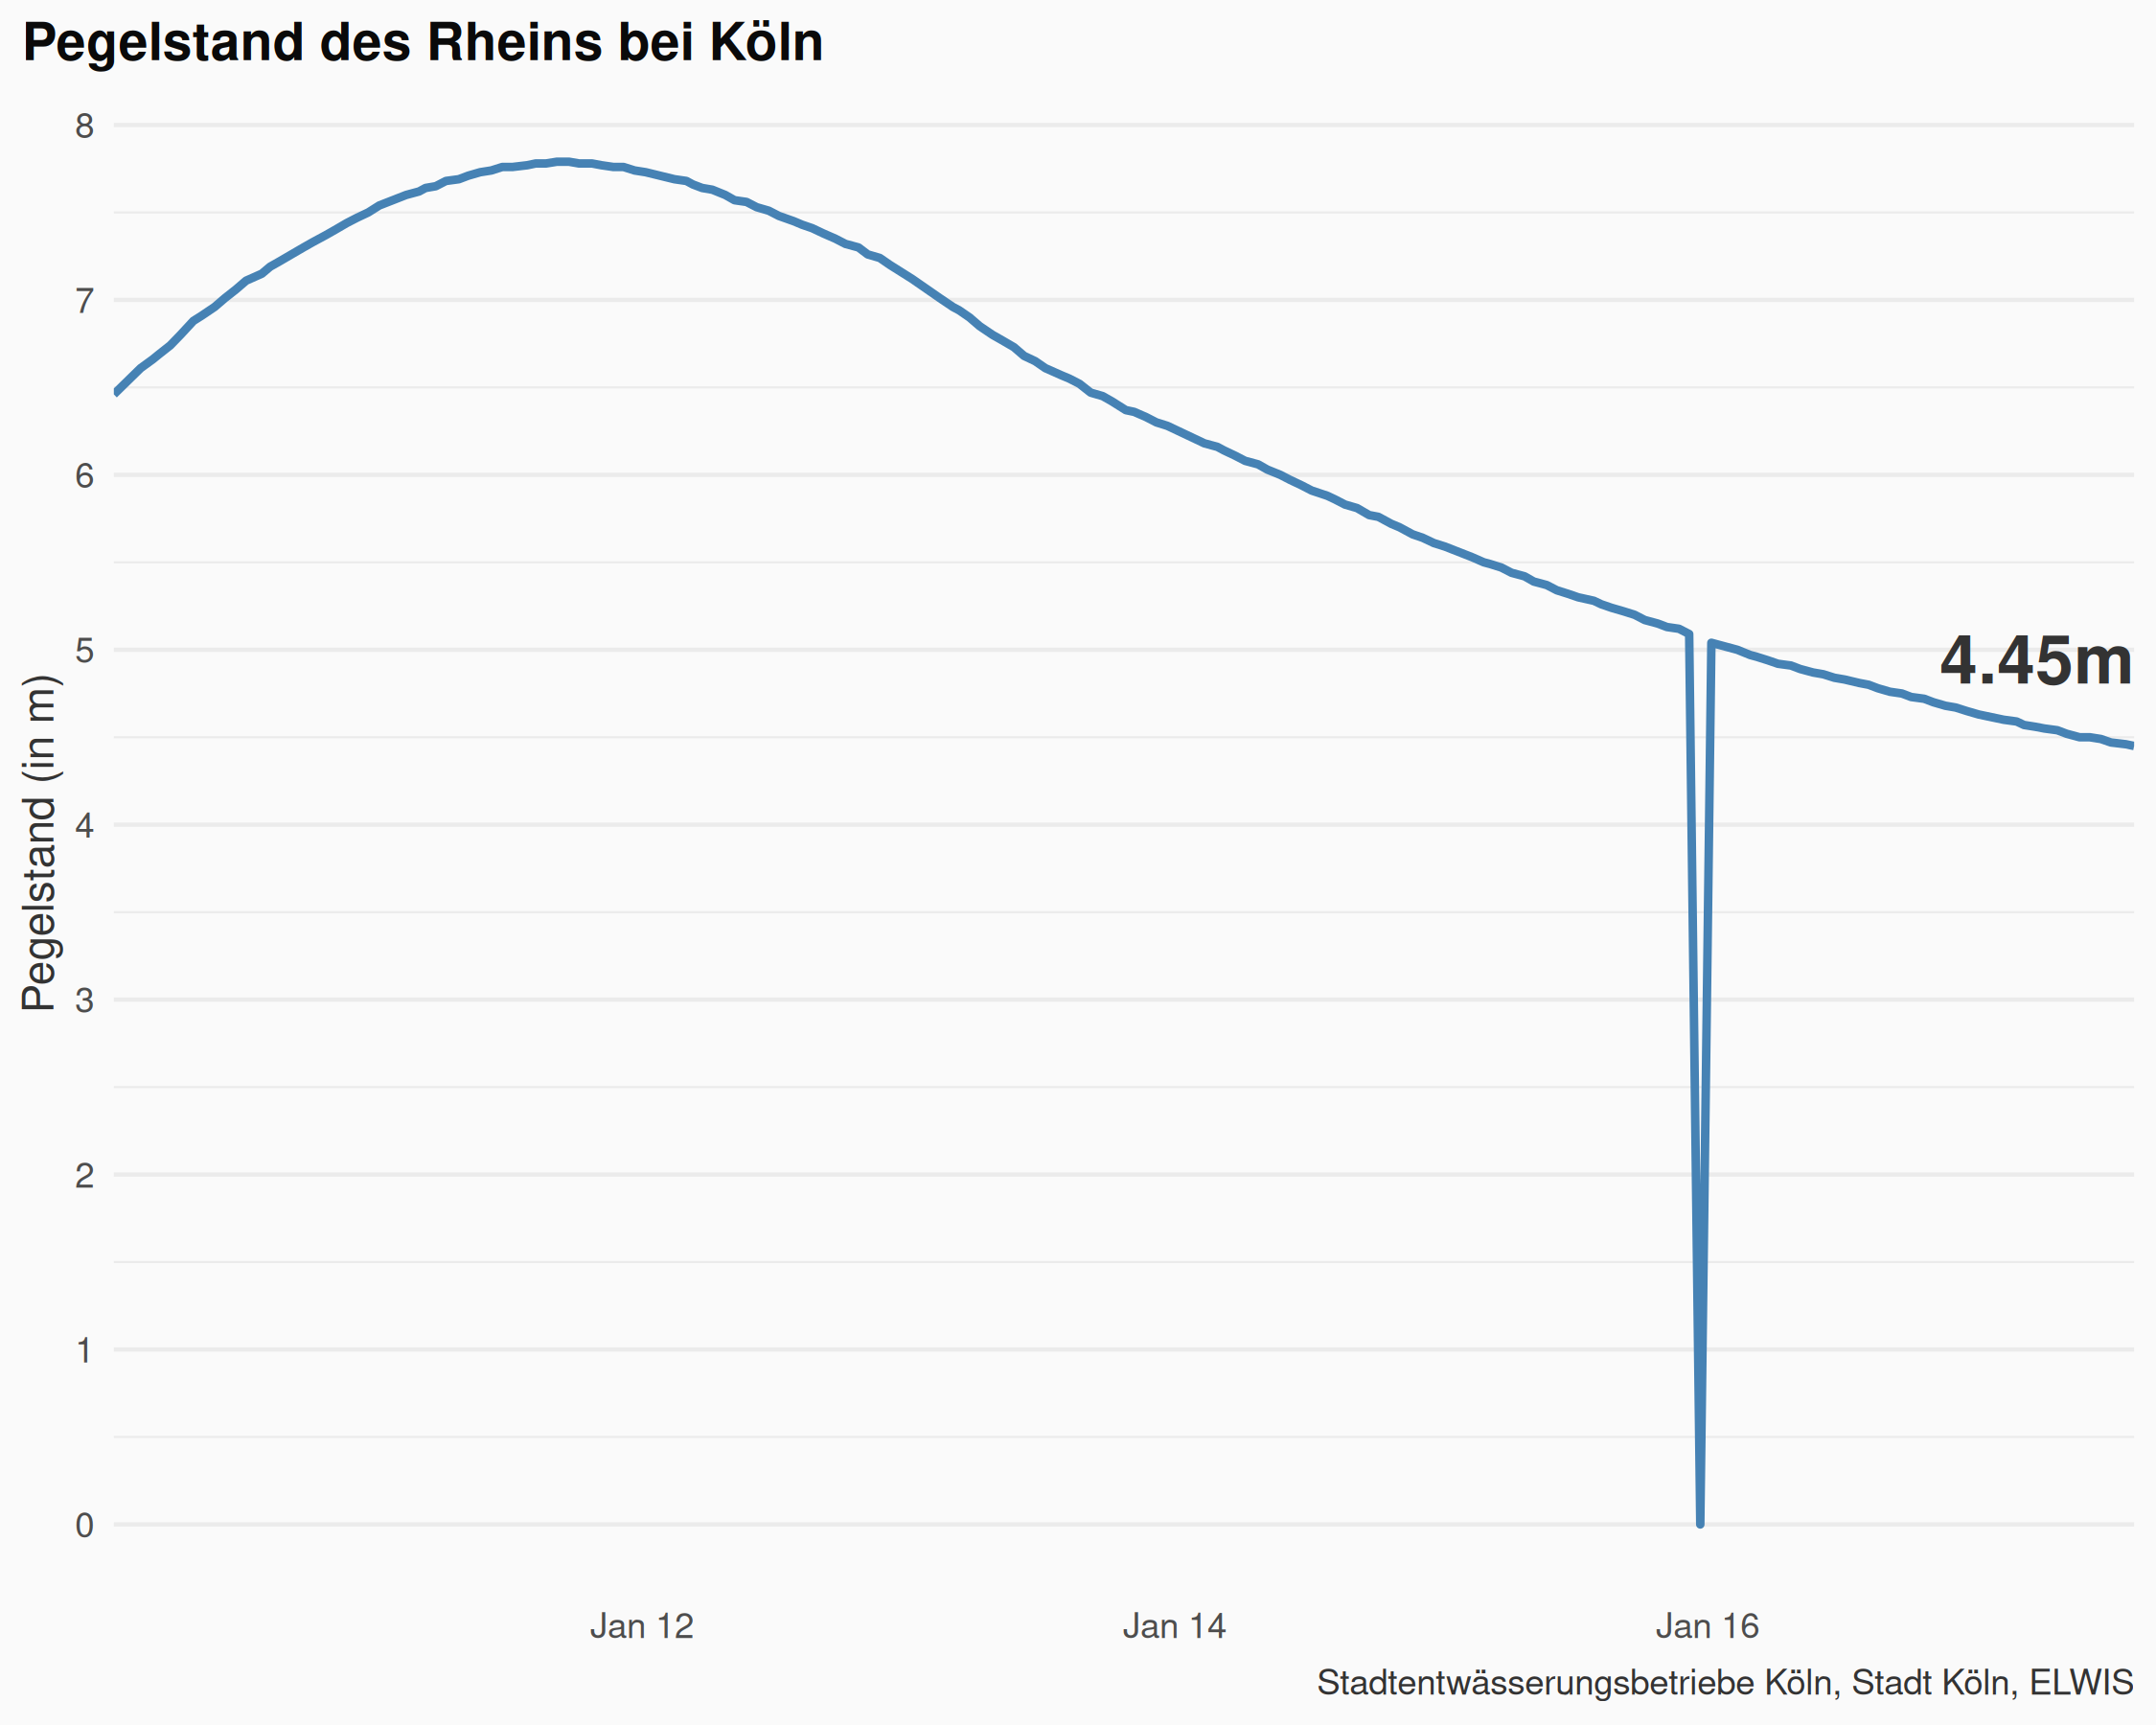 Pegelstand des Rheins bei Köln
8
7
6
5
4
3
2
1
0
Pegelstand (in m)
4.45m
Jan 12
Jan 14
Jan 16
Stadtentwässerungsbetriebe Köln, Stadt Köln, ELWIS